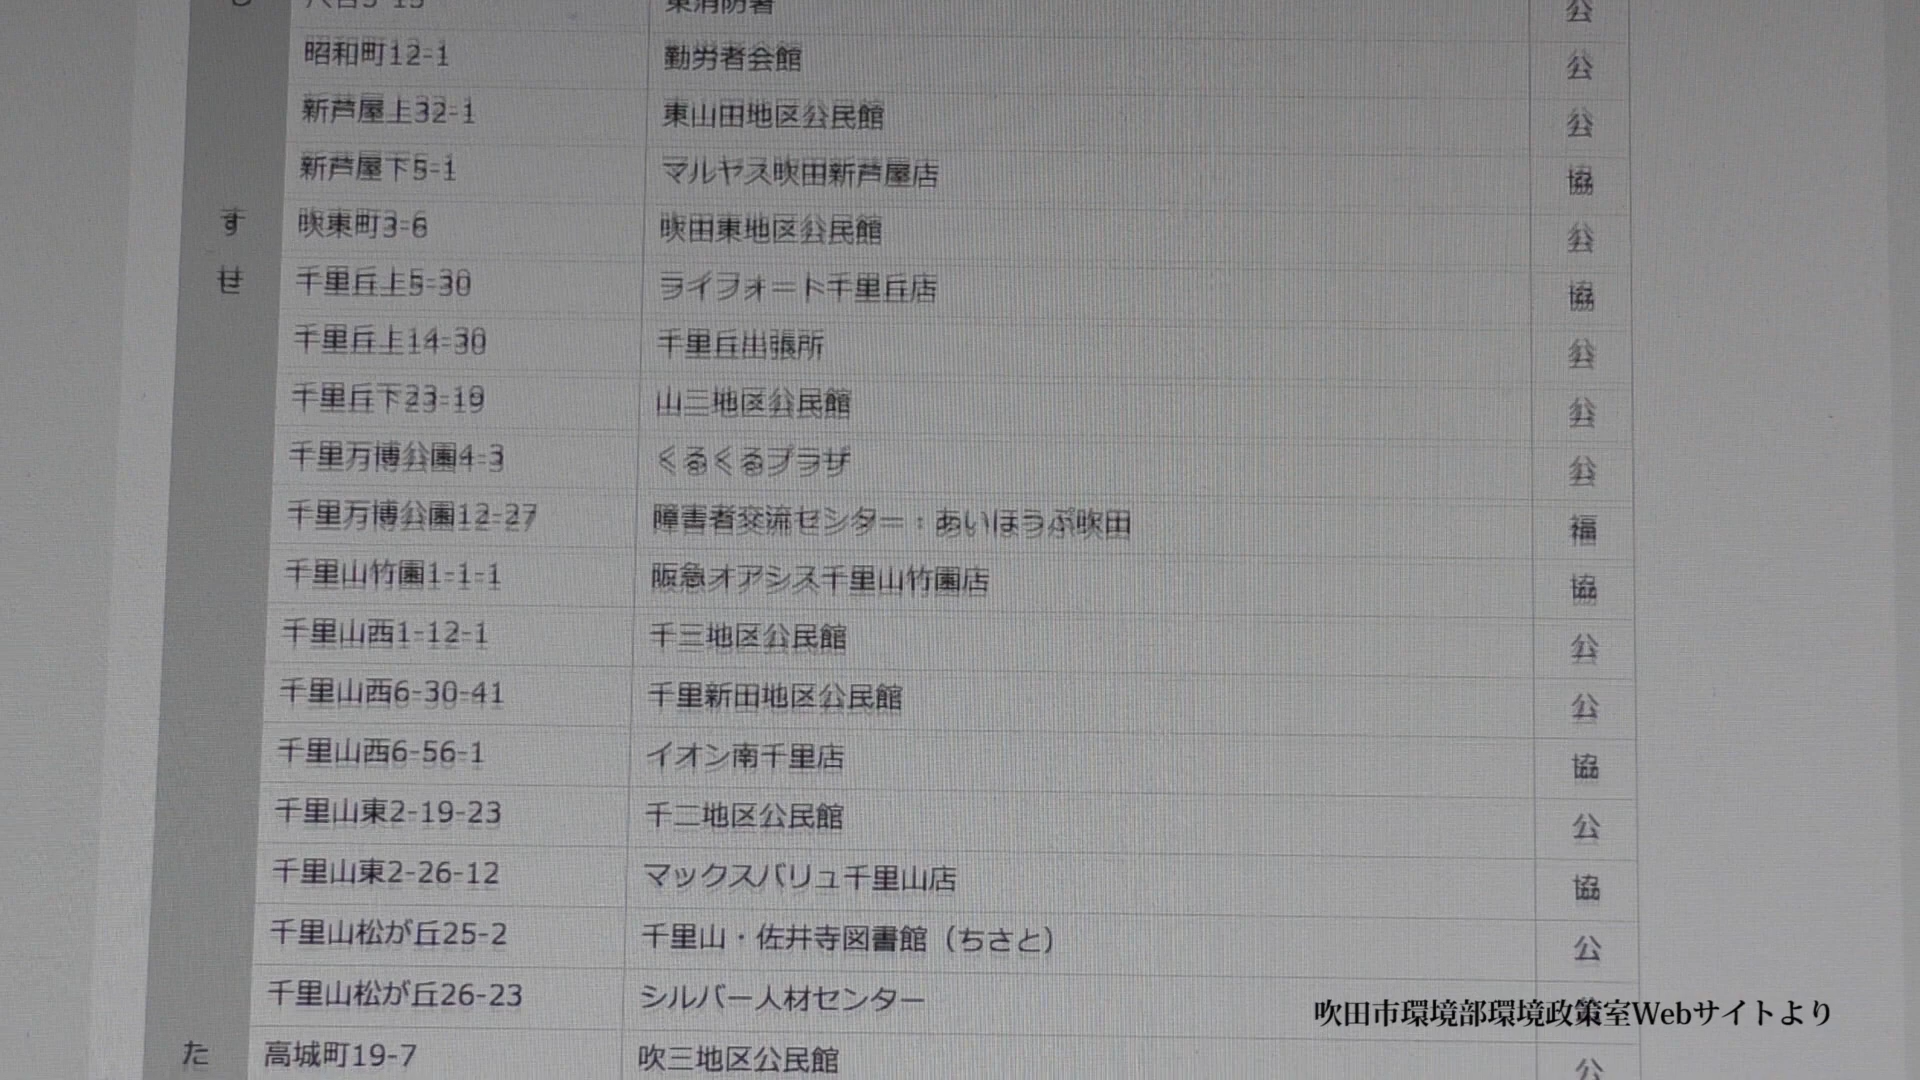 東消防署 公
昭和町12-1 勤労者会館 公
新芦屋上32-1 東山田地区公民館 公
新芦屋下5-1 マルヤス吹田新芦屋店 協
す 吹東町3-6 吹田東地区公民館 公
せ 千里丘上5-30 ライフォート千里丘店 協
千里丘上14-30 千里丘出張所 公
千里丘下23-19 山三地区公民館 公
千里万博公園4-3 くるくるプラザ 公
千里万博公園12-27 障害者交流センター：あいほうぷ吹田 福
千里山竹園1-1-1 阪急オアシス千里山竹園店 協
千里山西1-12-1 千三地区公民館 公
千里山西6-30-41 千里新田地区公民館 公
千里山西6-56-1 イオン南千里店 協
千里山東2-19-23 千二地区公民館 公
千里山東2-26-12 マックスバリュ千里山店 協
千里山松が丘25-2 千里山・佐井寺図書館（ちさと） 公
千里山松が丘26-23 シルバー人材センター
吹田市環境部環境政策室Webサイトより
た 高城町19-7 吹三地区公民館 公